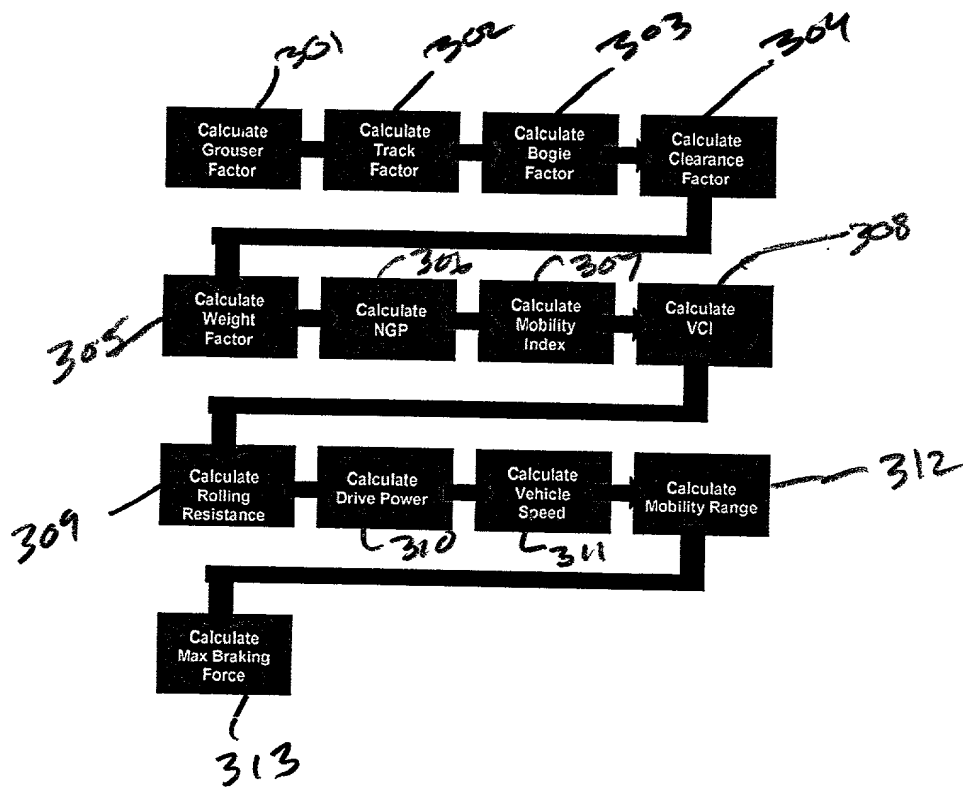 301
302
303
304
Calculate
Grouser
Factor
Calculate
Track
Factor
Calculate
Bogie
Factor
Calculate
Clearance
Factor
305
306
307
308
Calculate
Weight
Factor
Calculate
NGP
Calculate
Mobility
Index
Calculate
VCI
309
310
311
312
Calculate
Rolling
Resistance
Calculate
Drive Power
Calculate
Vehicle
Speed
Calculate
Mobility Range
Calculate
Max Braking
Force
313